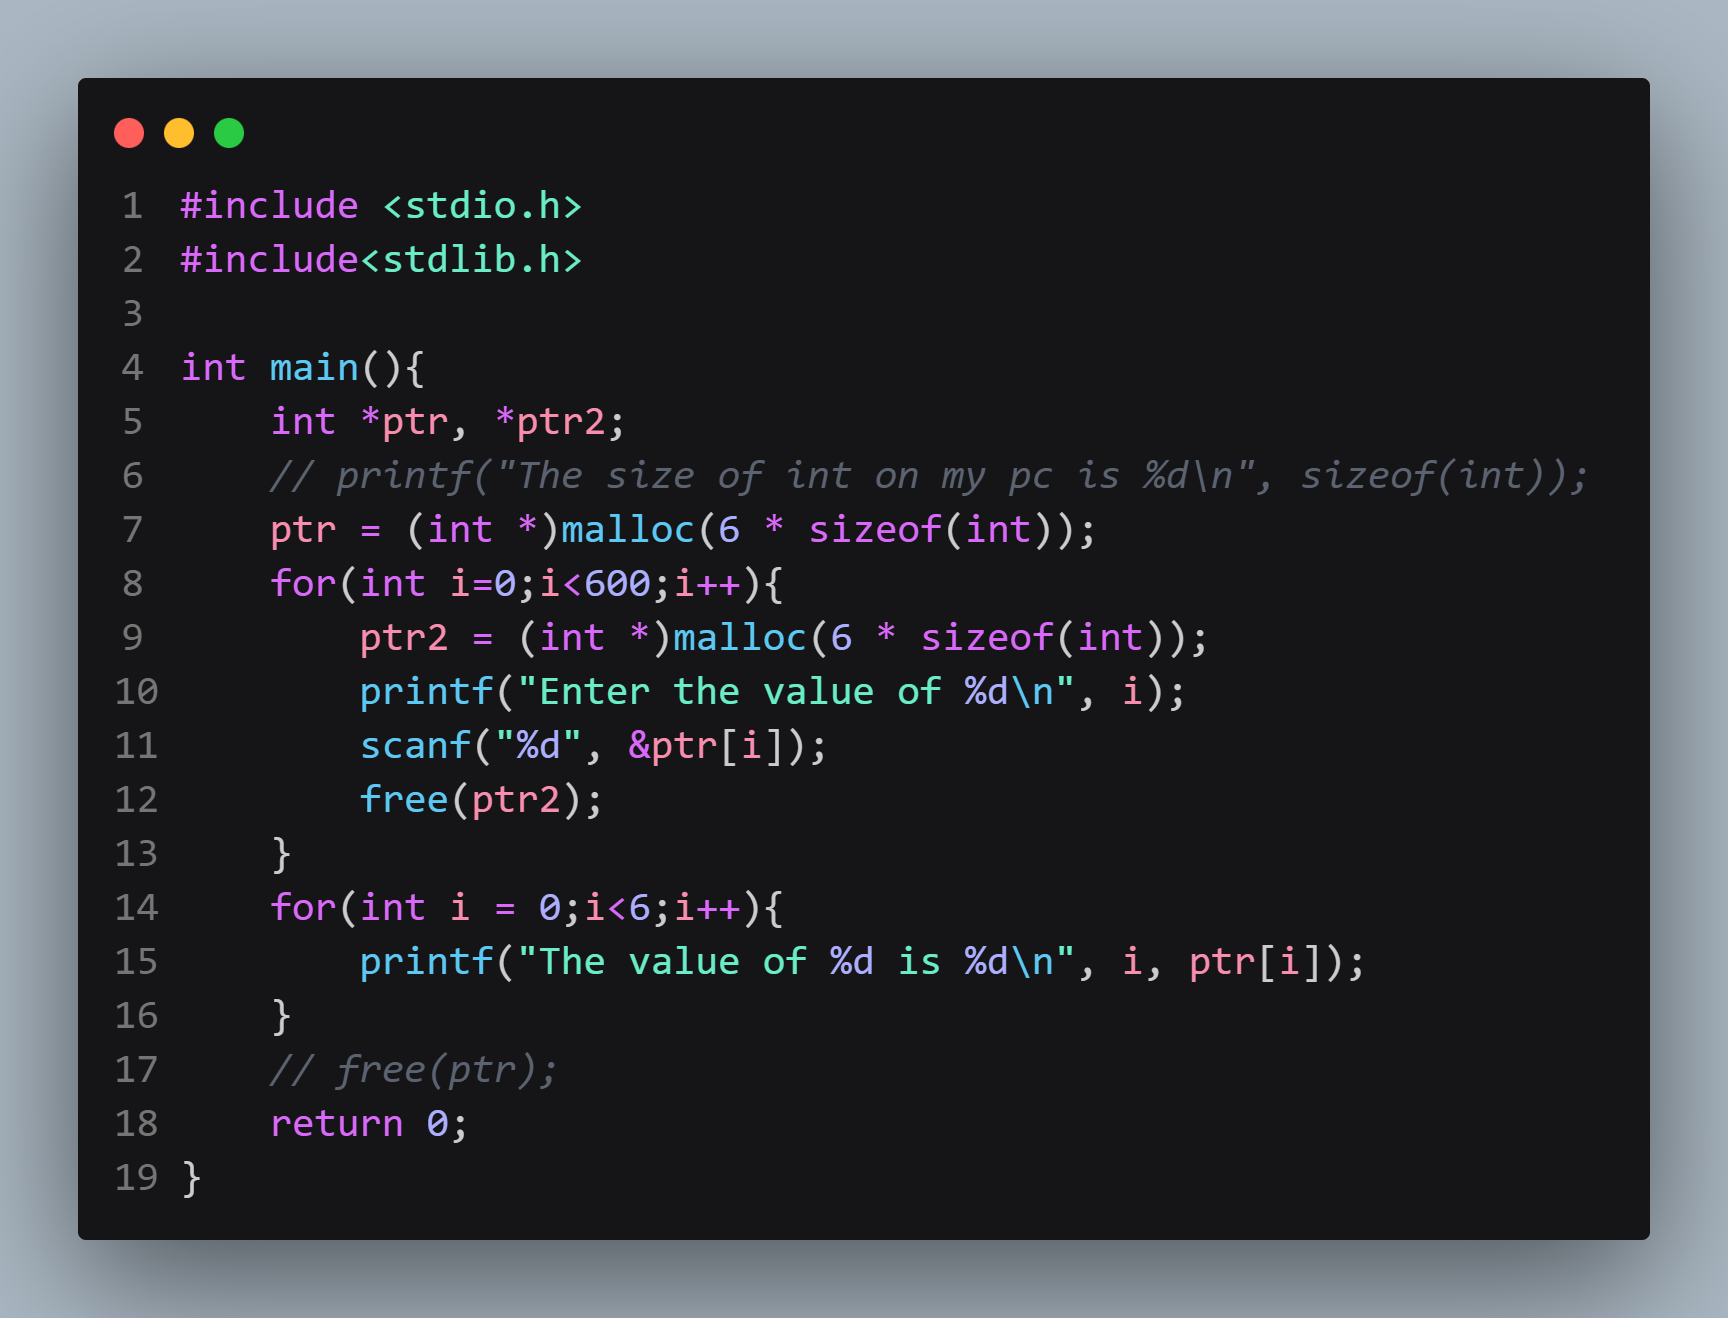 1 #include <stdio.h>
2 #include<stdlib.h>
3
4 int main(){
5     int *ptr, *ptr2;
6     // printf("The size of int on my pc is %d\n", sizeof(int));
7     ptr = (int *)malloc(6 * sizeof(int));
8     for(int i=0;i<600;i++){
9         ptr2 = (int *)malloc(6 * sizeof(int));
10         printf("Enter the value of %d\n", i);
11         scanf("%d", &ptr[i]);
12         free(ptr2);
13     }
14     for(int i = 0;i<6;i++){
15         printf("The value of %d is %d\n", i, ptr[i]);
16     }
17     // free(ptr);
18     return 0;
19 }